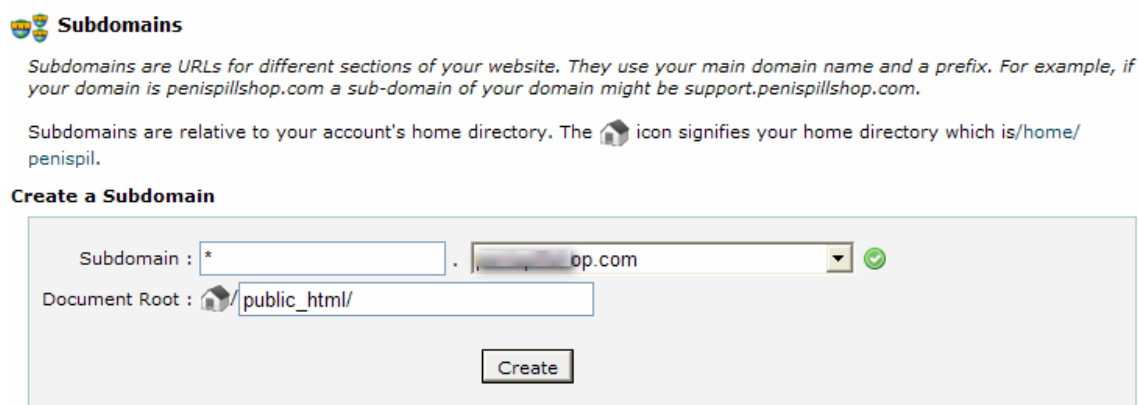 Subdomains
Subdomains are URLs for different sections of your website. They use your main domain name and a prefix. For example, if
your domain is penispillshop.com a sub-domain of your domain might be support.penispillshop.com.
Subdomains are relative to your account's home directory. The icon signifies your home directory which is/home/
penispil.
Create a Subdomain
Subdomain : * . op.com
Document Root : / public_html/
Create